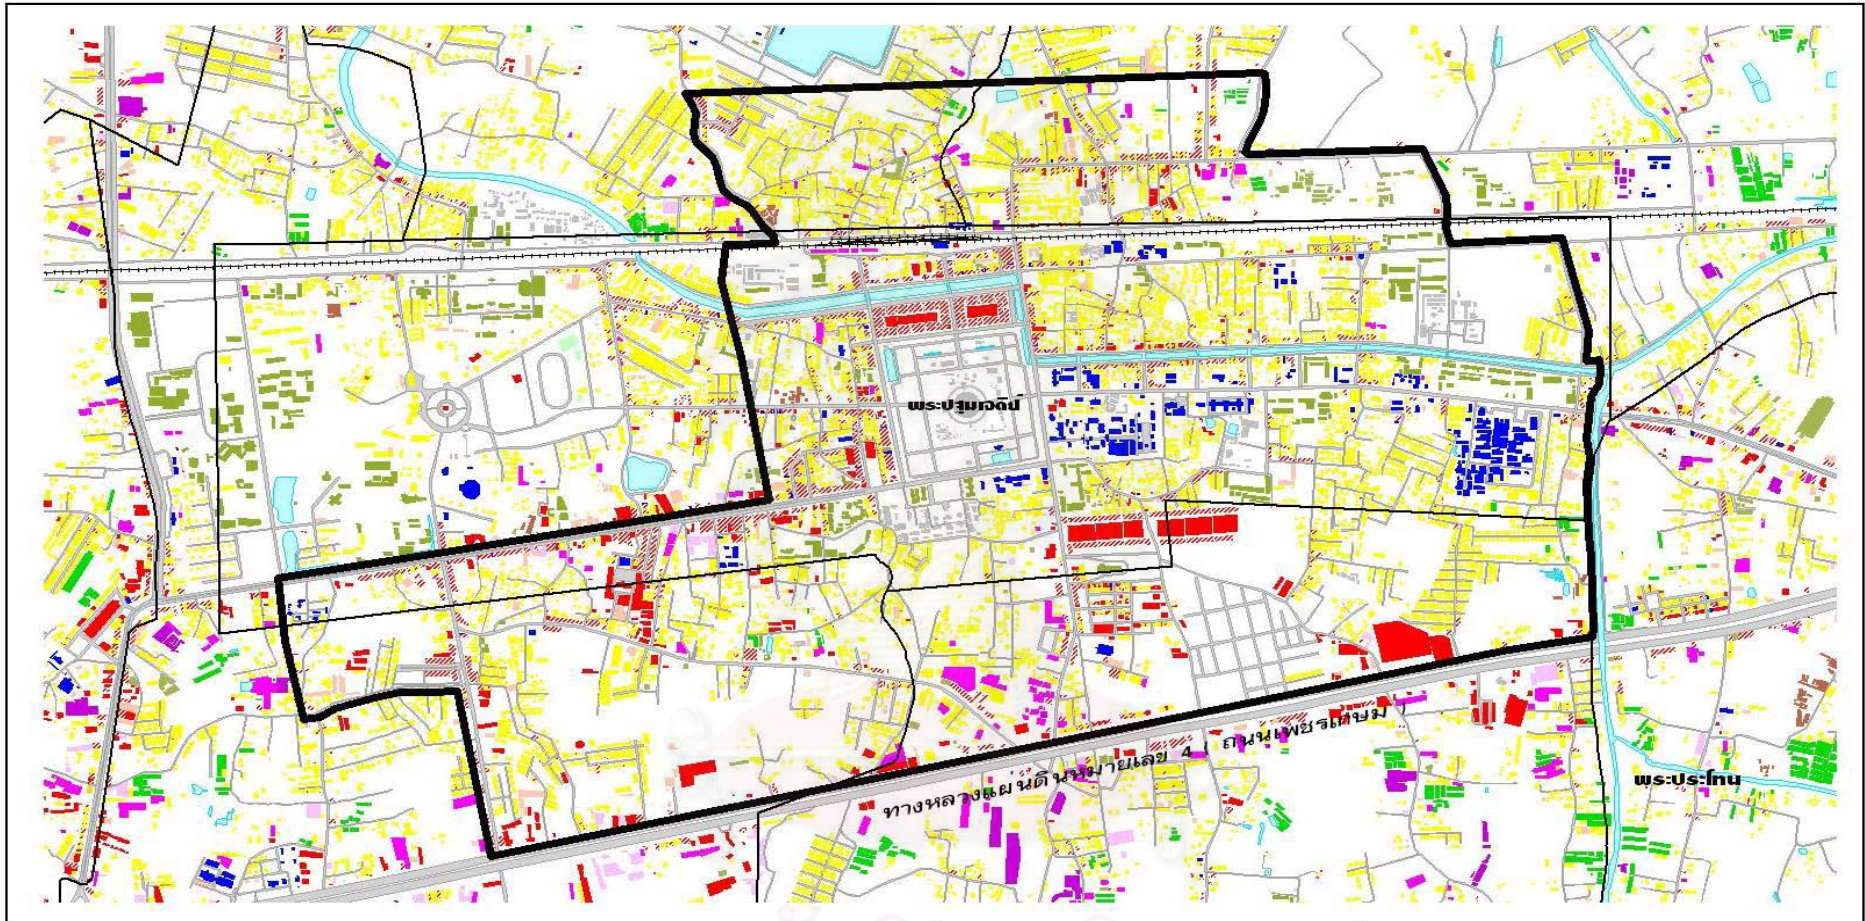 พระปฐมเจดีย์
ทางหลวงแผ่นดินหมายเลข 4 ( ถนนเพชรเกษม )
พระประโทน